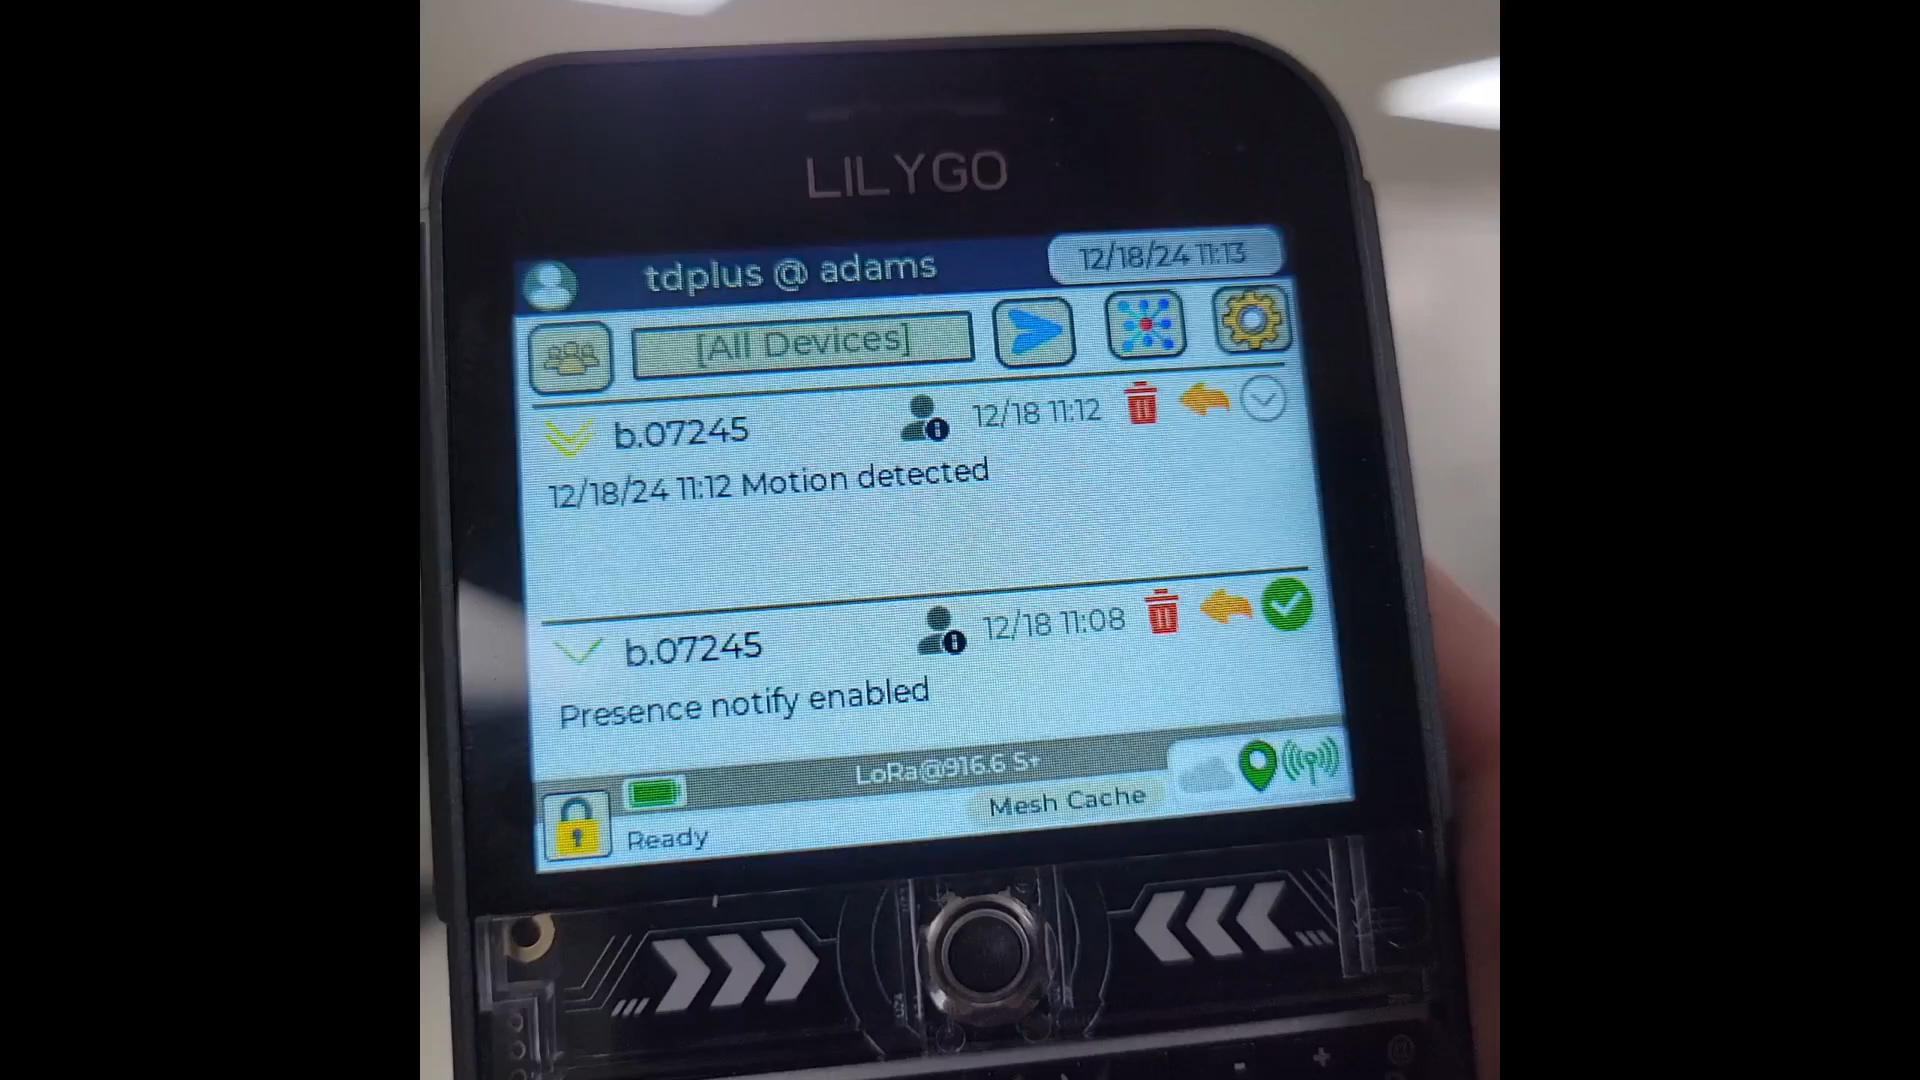 LILYGO
tdplus @ adams
12/18/24 11:13
[All Devices]
b.07245
12/18 11:12
12/18/24 11:12 Motion detected
b.07245
12/18 11:08
Presence notify enabled
LoRa@916.6 S+
Mesh Cache
Ready